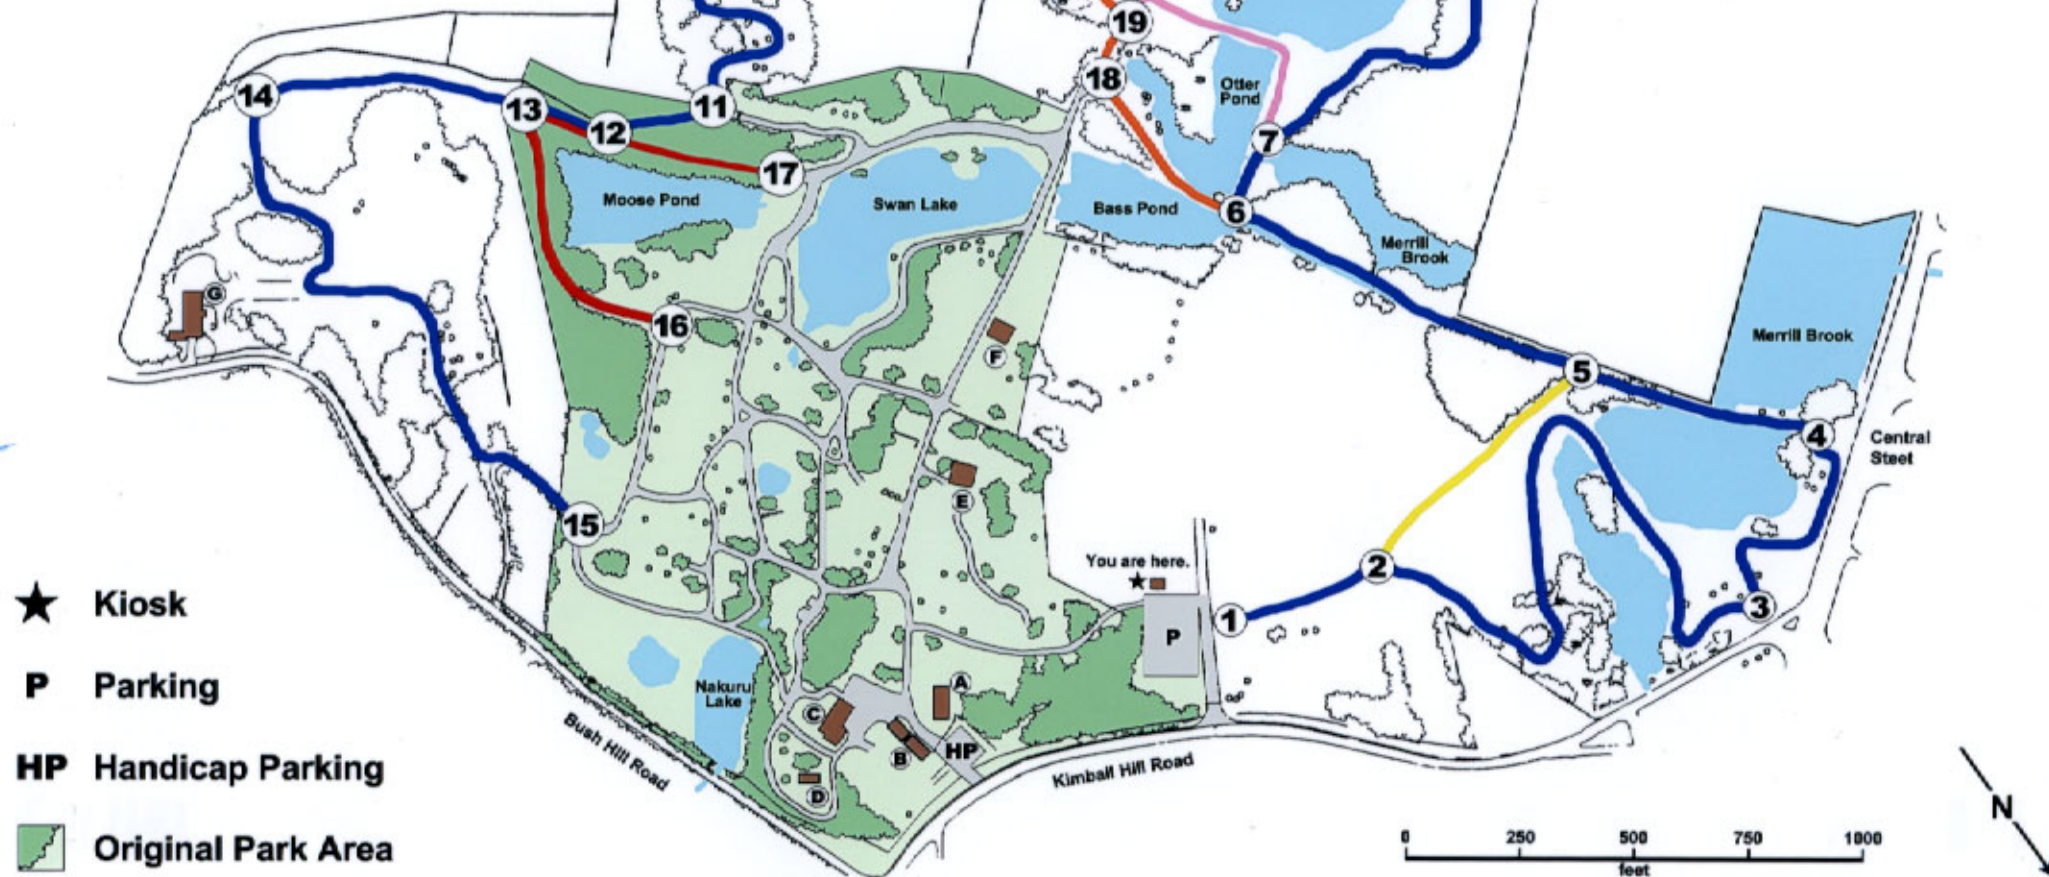 19
18
14
13
12
11
17
Otter
Pond
7
Moose Pond
Swan Lake
Bass Pond
6
Merrill
Brook
G
16
F
5
Merrill Brook
4
Central
Steet
15
E
You are here.
★ Kiosk
2
1
3
P
P Parking
Nakuru
Lake
A
C
B
HP
D
Bush Hill Road
Kimball Hill Road
HP Handicap Parking
Original Park Area
N
0 250 500 750 1000
feet